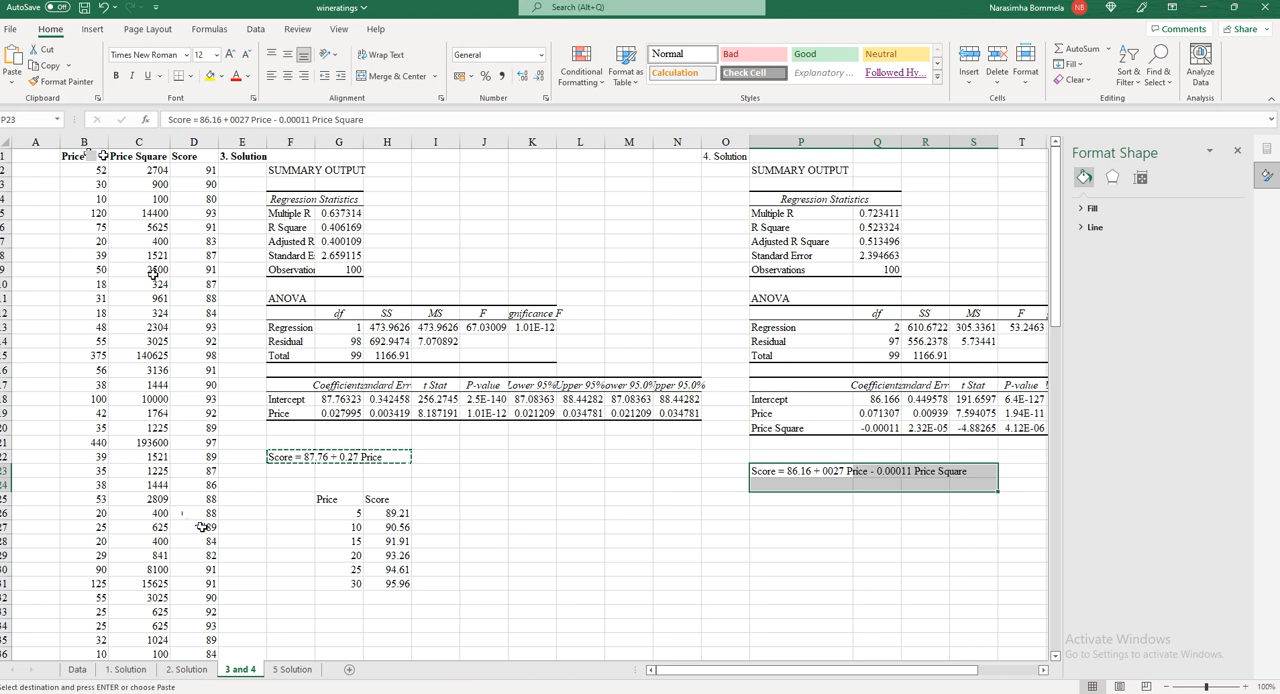 AutoSave Off wineratings Search (Alt+Q) Narasimha Bommela NB
File Home Insert Page Layout Formulas Data Review View Help Comments Share
Cut Times New Roman 12 Wrap Text General Normal Bad Good Neutral AutoSum
Copy Fill
Paste Format Painter B I U Merge & Center Conditional Formatting Format as Table Calculation Check Cell Explanatory ... Followed Hy... Insert Delete Format Clear Sort & Filter Find & Select Analyze Data
Clipboard Font Alignment Number Styles Cells Editing Analysis
P23 fx Score = 86.16 + 0027 Price - 0.00011 Price Square
A B C D E F G H I J K L M N O P Q R S T
Price Price Square Score 3. Solution 4. Solution
52 2704 91 SUMMARY OUTPUT SUMMARY OUTPUT
30 900 90
10 100 80 Regression Statistics Regression Statistics
120 14400 93 Multiple R 0.637314 Multiple R 0.723411
75 5625 91 R Square 0.406169 R Square 0.523324
20 400 83 Adjusted R 0.400109 Adjusted R Square 0.513496
39 1521 87 Standard E 2.659115 Standard Error 2.394663
50 2500 91 Observatio 100 Observations 100
18 324 87
31 961 88 ANOVA ANOVA
18 324 84 df SS MS F gnificance F df SS MS F
48 2304 93 Regression 1 473.9626 473.9626 67.03009 1.01E-12 Regression 2 610.6722 305.3361 53.2463
55 3025 92 Residual 98 692.9474 7.070892 Residual 97 556.2378 5.73441
375 140625 98 Total 99 1166.91 Total 99 1166.91
56 3136 91
38 1444 90 Coefficients andard Err t Stat P-value Lower 95% Upper 95% ower 95.0% pper 95.0% Coefficients andard Err t Stat P-value
100 10000 93 Intercept 87.76323 0.342458 256.2745 2.5E-140 87.08363 88.44282 87.08363 88.44282 Intercept 86.166 0.449578 191.6597 6.4E-127
42 1764 92 Price 0.027995 0.003419 8.187191 1.01E-12 0.021209 0.034781 0.021209 0.034781 Price 0.071307 0.00939 7.594075 1.94E-11
35 1225 89 Price Square -0.00011 2.32E-05 -4.88265 4.12E-06
440 193600 97
39 1521 89 Score = 87.76 + 0.27 Price
35 1225 87 Score = 86.16 + 0027 Price - 0.00011 Price Square
38 1444 86
53 2809 88 Price Score
20 400 88 5 89.21
25 625 89 10 90.56
20 400 84 15 91.91
29 841 82 20 93.26
90 8100 91 25 94.61
125 15625 91 30 95.96
55 3025 90
25 625 92
25 625 93
32 1024 89
10 100 84
Format Shape
Fill
Line
Activate Windows
Go to Settings to activate Windows.
Data 1. Solution 2. Solution 3 and 4 5 Solution
Select destination and press ENTER or choose Paste 100%